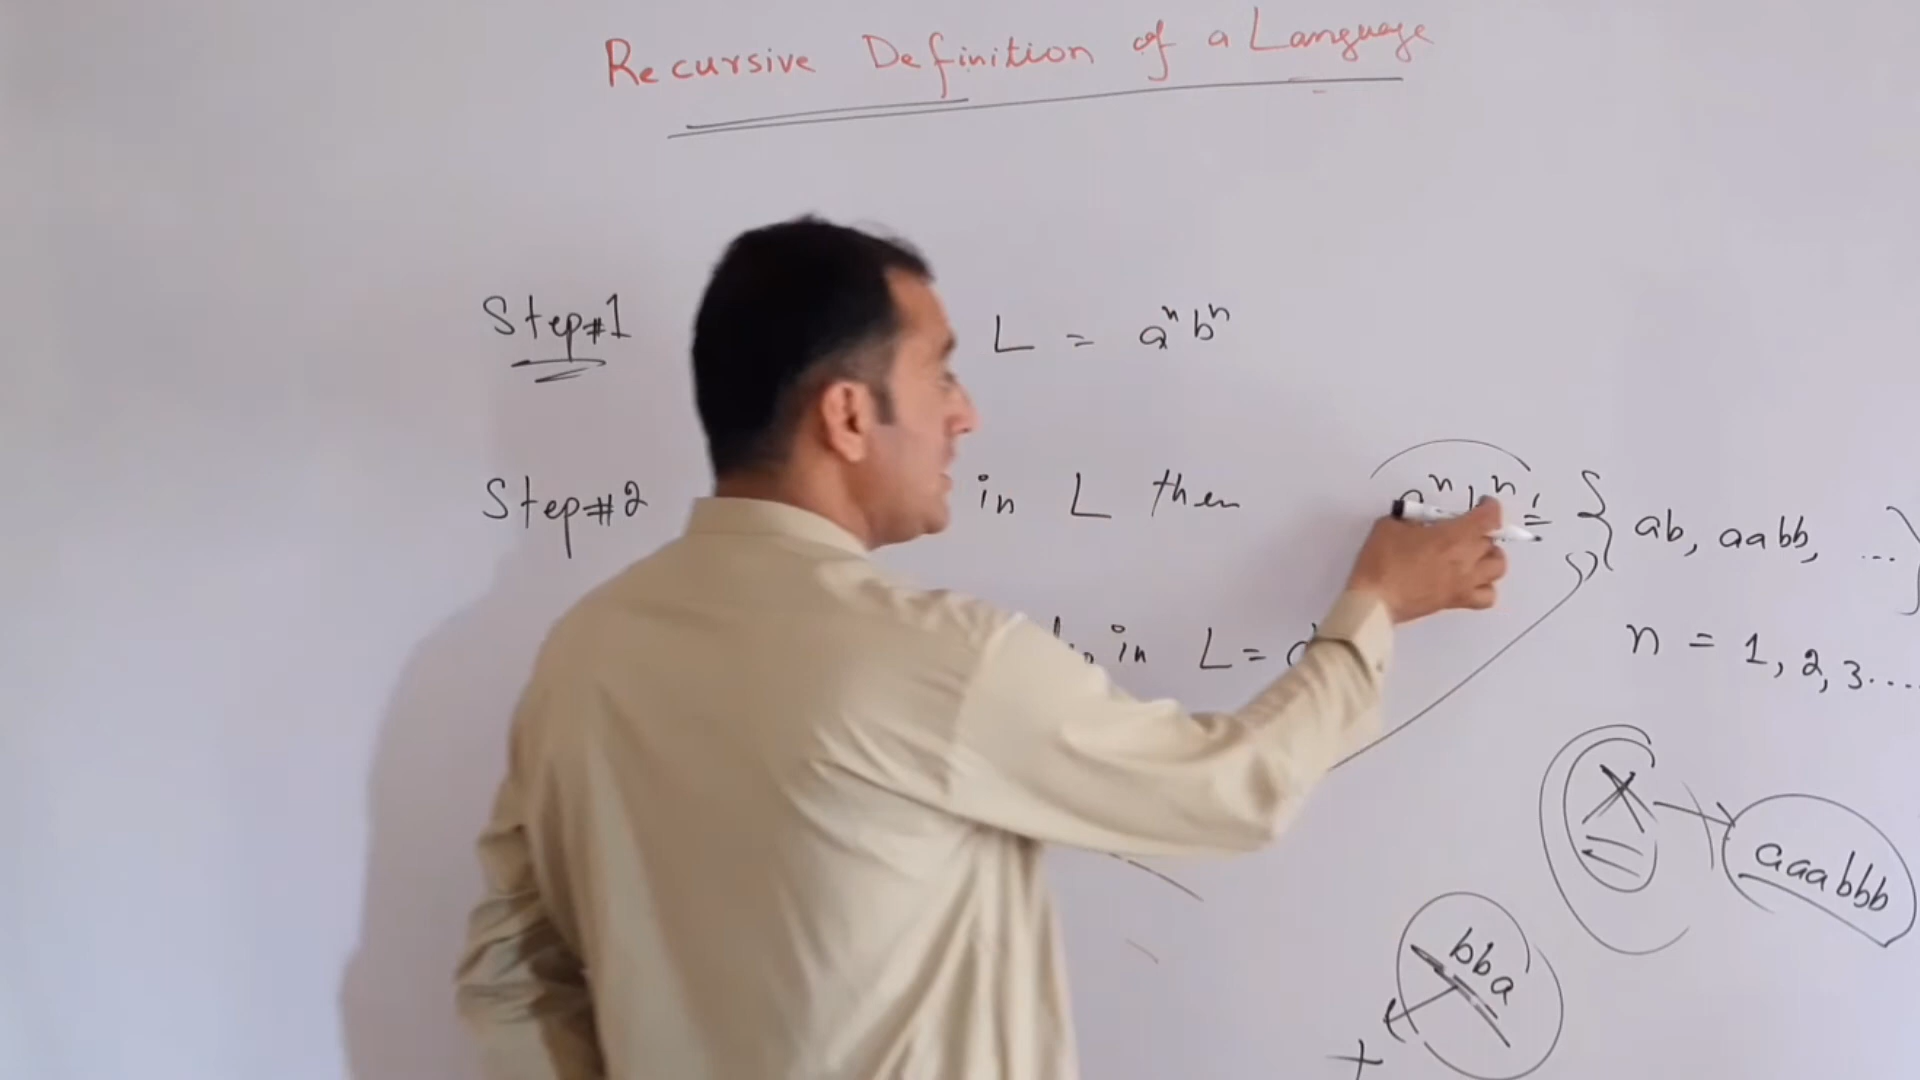 Recursive Definition of a Language
Step#1 L = aⁿbⁿ
Step#2 in L then
aⁿbⁿ = { ab, aabb, ... }
in L =
n = 1, 2, 3....
X → aaabbb
bba